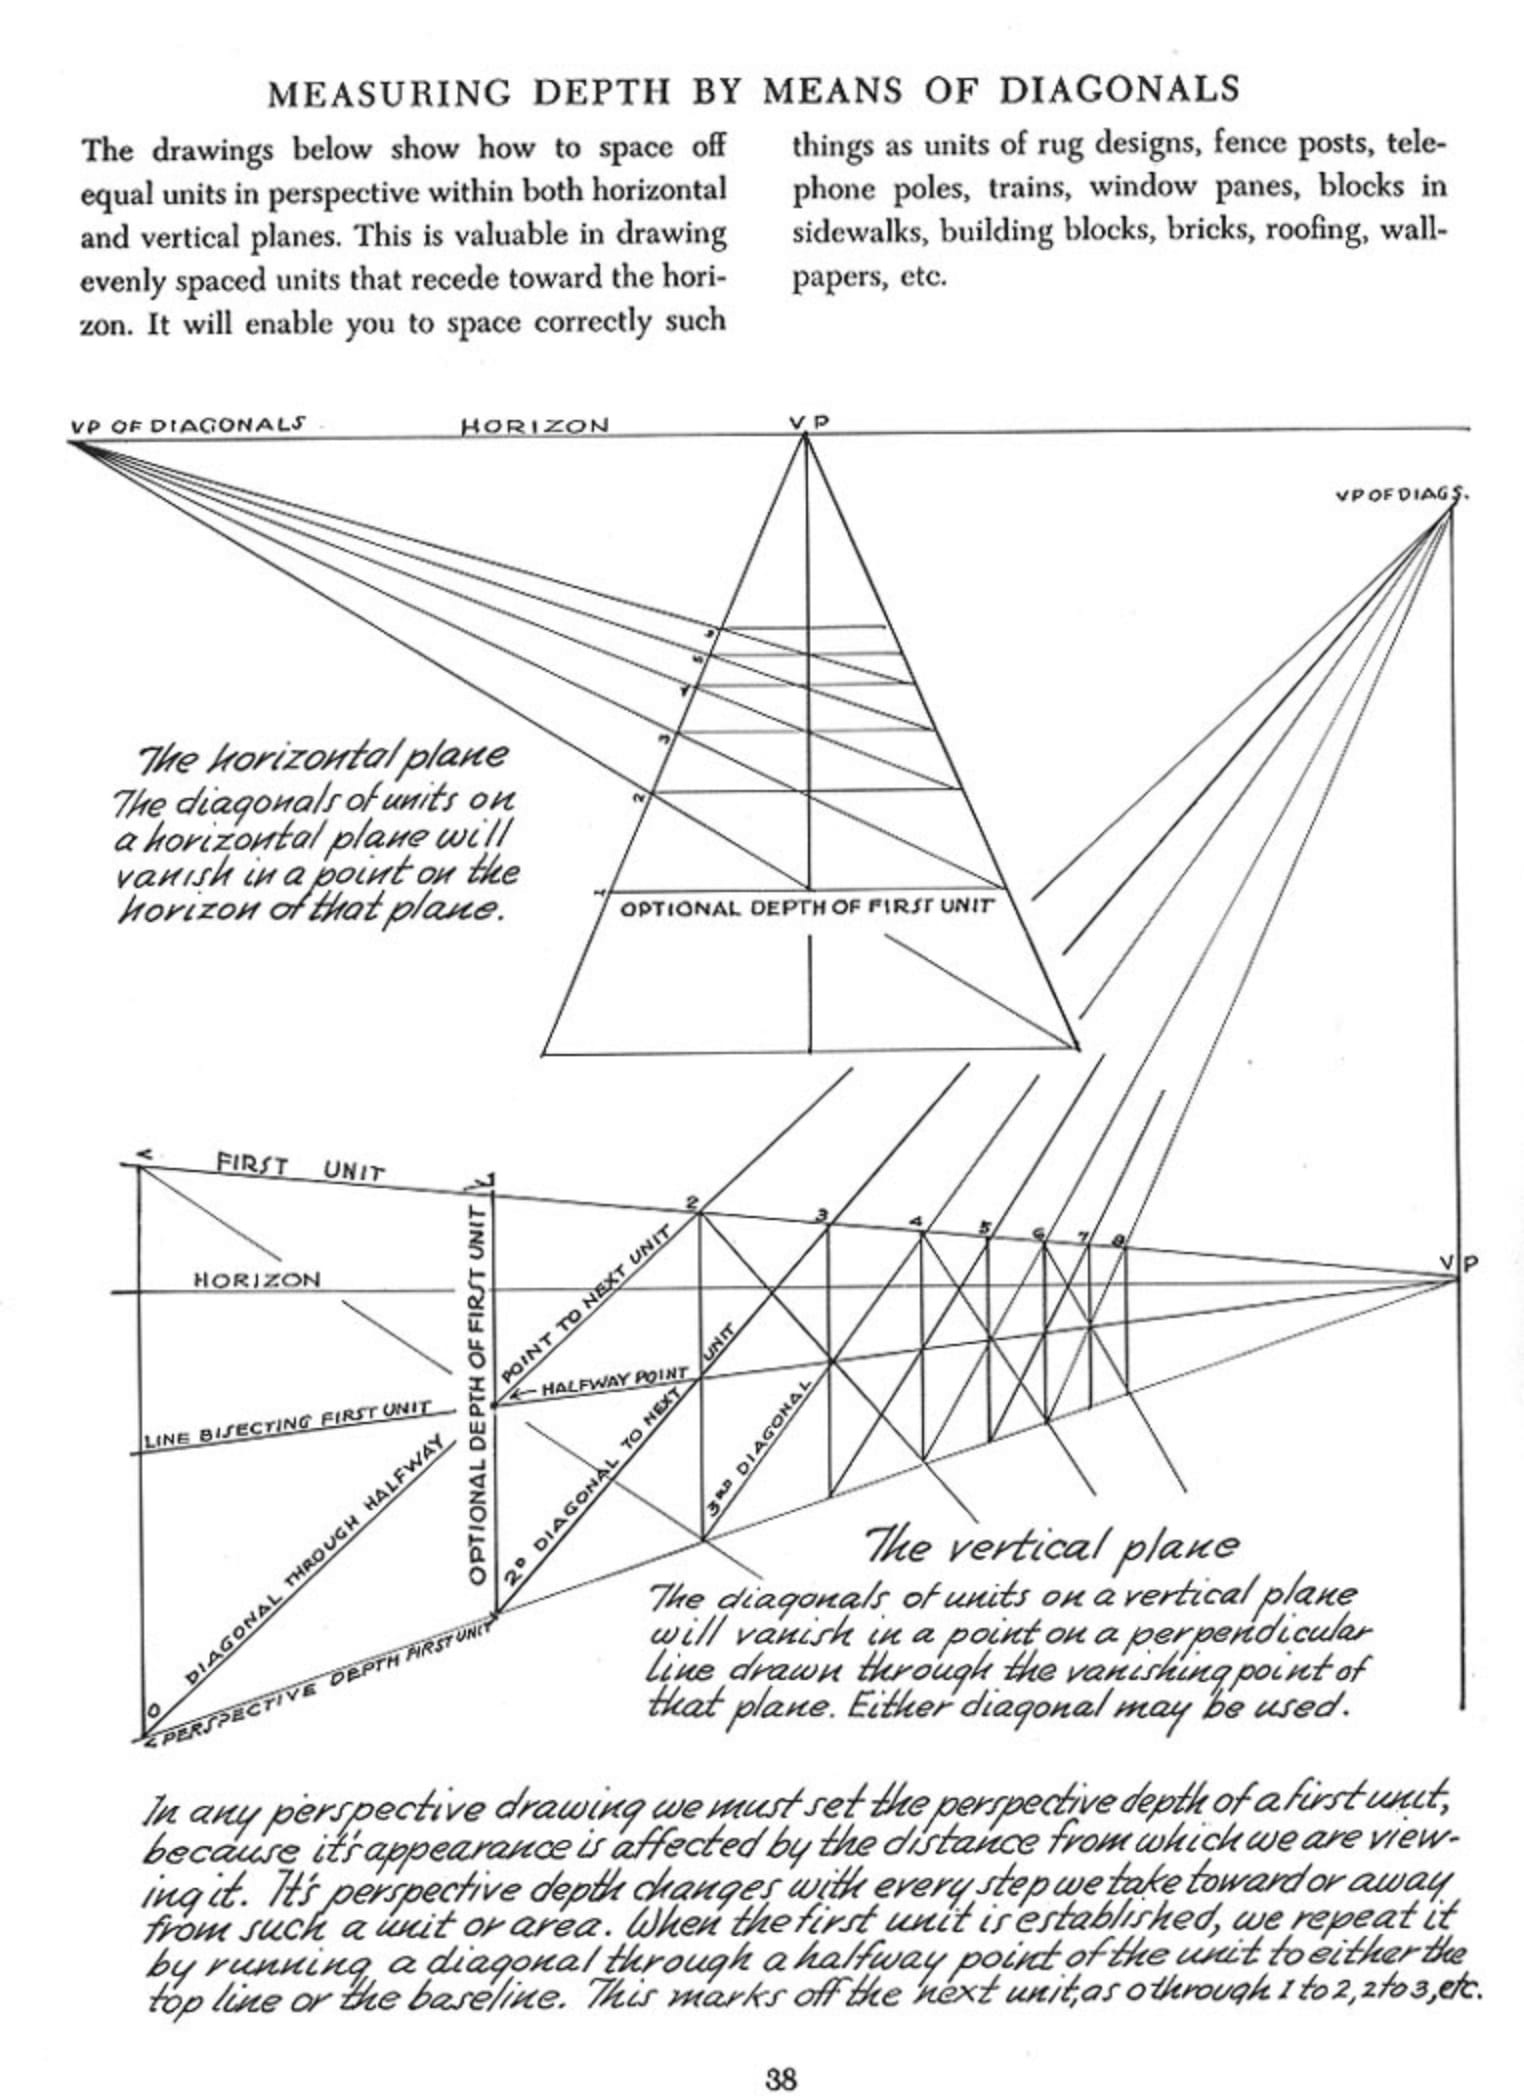 MEASURING DEPTH BY MEANS OF DIAGONALS
The drawings below show how to space off
equal units in perspective within both horizontal
and vertical planes. This is valuable in drawing
evenly spaced units that recede toward the hori-
zon. It will enable you to space correctly such
things as units of rug designs, fence posts, tele-
phone poles, trains, window panes, blocks in
sidewalks, building blocks, bricks, roofing, wall-
papers, etc.
VP OF DIAGONALS
HORIZON
VP
VP OF DIAGS.
5
4
3
2
1
The horizontal plane
The diagonals of units on
a horizontal plane will
vanish in a point on the
horizon of that plane.
OPTIONAL DEPTH OF FIRST UNIT
FIRST UNIT
1
2
3
4
5
6
7
8
HORIZON
VP
OPTIONAL DEPTH OF FIRST UNIT
POINT TO NEXT UNIT
HALFWAY POINT
LINE BISECTING FIRST UNIT
DIAGONAL THROUGH HALFWAY
2D DIAGONAL TO NEXT UNIT
3RD DIAGONAL
0
PERSPECTIVE DEPTH FIRST UNIT
The vertical plane
The diagonals of units on a vertical plane
will vanish in a point on a perpendicular
line drawn through the vanishing point of
that plane. Either diagonal may be used.
In any perspective drawing we must set the perspective depth of a first unit,
because it's appearance is affected by the distance from which we are view-
ing it. It's perspective depth changes with every step we take toward or away
from such a unit or area. When the first unit is established, we repeat it
by running a diagonal through a halfway point of the unit to either the
top line or the baseline. This marks off the next unit, as 0 through 1 to 2, 2 to 3, etc.
38